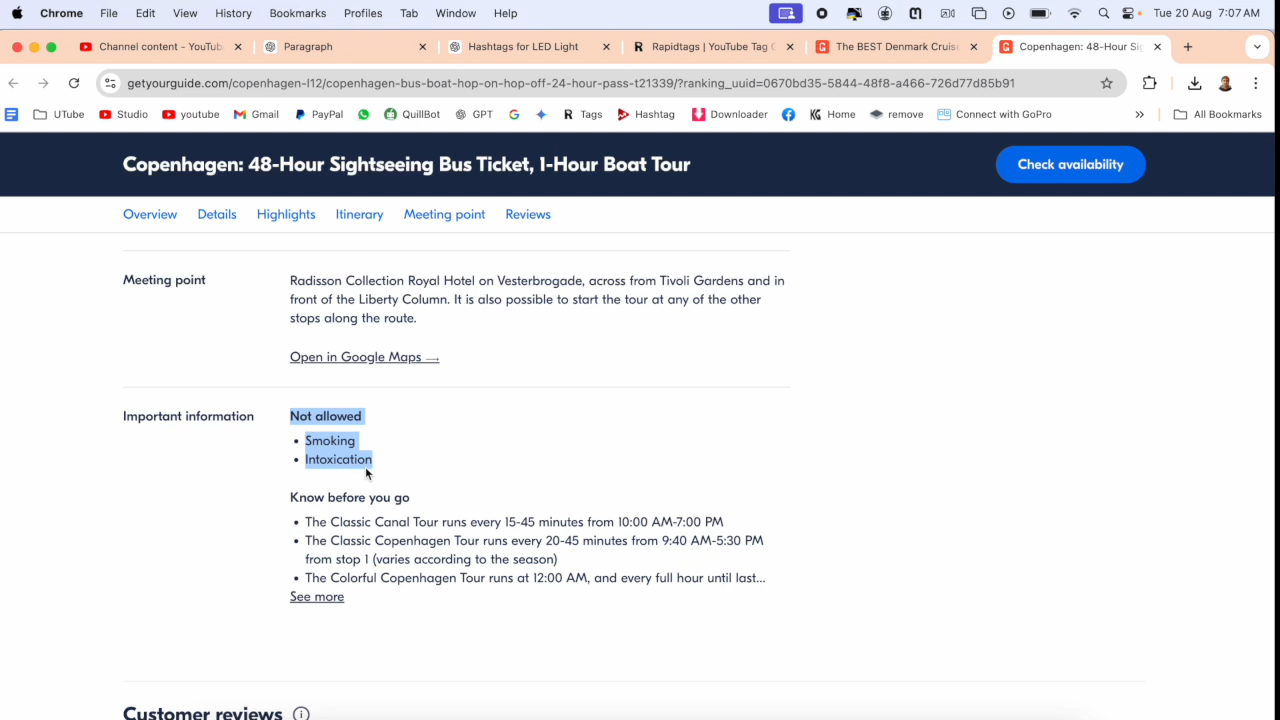 Chrome File Edit View History Bookmarks Profiles Tab Window Help Tue 20 Aug 7:07 AM
Channel content - YouTub Paragraph Hashtags for LED Light Rapidtags | YouTube Tag G The BEST Denmark Cruise Copenhagen: 48-Hour Sig
getyourguide.com/copenhagen-l12/copenhagen-bus-boat-hop-on-hop-off-24-hour-pass-t21339/?ranking_uuid=0670bd35-5844-48f8-a466-726d77d85b91
UTube Studio youtube Gmail PayPal QuillBot GPT Tags Hashtag Downloader Home remove Connect with GoPro » All Bookmarks
Copenhagen: 48-Hour Sightseeing Bus Ticket, 1-Hour Boat Tour
Check availability
Overview Details Highlights Itinerary Meeting point Reviews
Meeting point
Radisson Collection Royal Hotel on Vesterbrogade, across from Tivoli Gardens and in
front of the Liberty Column. It is also possible to start the tour at any of the other
stops along the route.
Open in Google Maps →
Important information
Not allowed
• Smoking
• Intoxication
Know before you go
• The Classic Canal Tour runs every 15-45 minutes from 10:00 AM-7:00 PM
• The Classic Copenhagen Tour runs every 20-45 minutes from 9:40 AM-5:30 PM
from stop 1 (varies according to the season)
• The Colorful Copenhagen Tour runs at 12:00 AM, and every full hour until last...
See more
Customer reviews